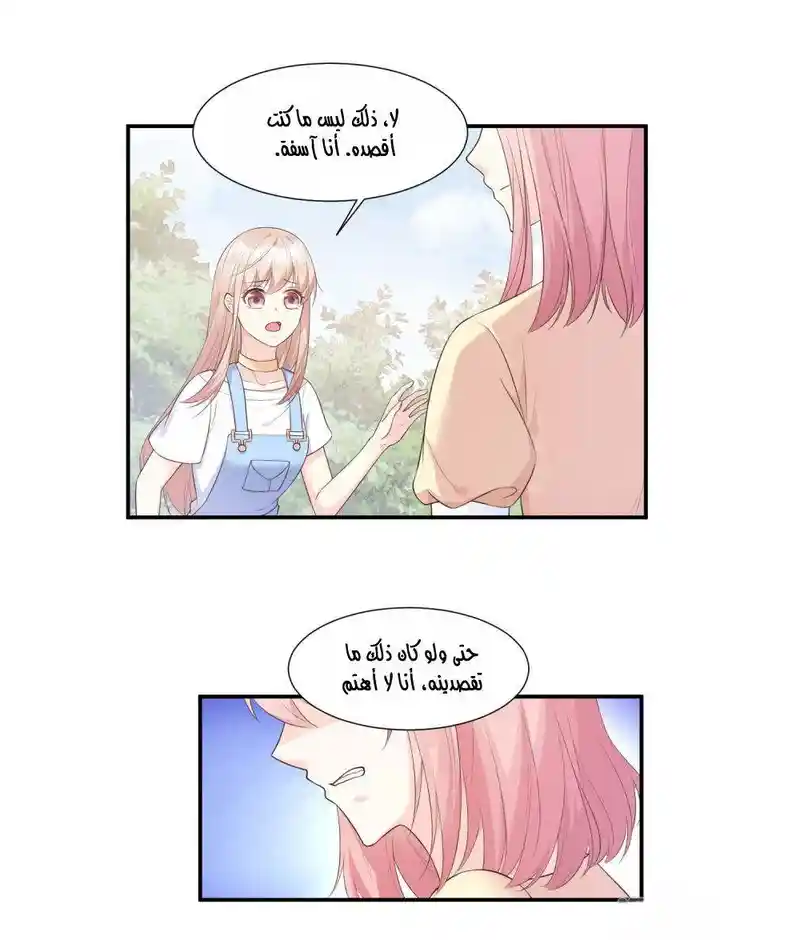 لا، ذلك ليس ما كنت
أقصده. أنا آسفة.
حتى ولو كان ذلك ما
تقصدينه، أنا لا أهتم